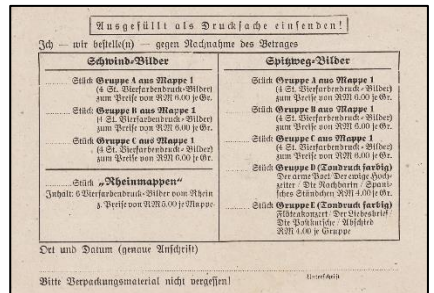 Ausgefüllt als Drucksache einsenden!
Ich — wir bestelle(n) — gegen Nachnahme des Betrages
Schwind-Bilder
Stück Gruppe A aus Mappe 1
(4 St. Vierfarbendruck-Bilder)
zum Preise von RM 6.00 je Gr.
Stück Gruppe B aus Mappe 1
(4 St. Vierfarbendruck-Bilder)
zum Preise von RM 6.00 je Gr.
Stück Gruppe C aus Mappe 1
(4 St. Vierfarbendruck-Bilder)
zum Preise von RM 6.00 je Gr.
Stück „Rheinmappen"
Inhalt: 6 Vierfarbendruck-Bilder vom Rhein
z. Preise von RM 5.00 je Mappe
Spitzweg-Bilder
Stück Gruppe A aus Mappe 1
(4 St. Vierfarbendruck-Bilder)
zum Preise von RM 6.00 je Gr.
Stück Gruppe B aus Mappe 1
(4 St. Vierfarbendruck-Bilder)
zum Preise von RM 6.00 je Gr.
Stück Gruppe C aus Mappe 1
(4 St. Vierfarbendruck-Bilder)
zum Preise von RM 6.00 je Gr.
Stück Gruppe D (Tondruck farbig)
Der arme Poet / Der ewige Hoch-
zeiter / Die Nachbarin / Spani-
sches Ständchen RM 4.00 je Gr.
Stück Gruppe E (Tondruck farbig)
Flötenkonzert / Der Liebesbrief
Die Postkutsche / Abschied
RM 4.00 je Gruppe
Ort und Datum (genaue Anschrift)
Unterschrift
Bitte Verpackungsmaterial nicht vergessen!